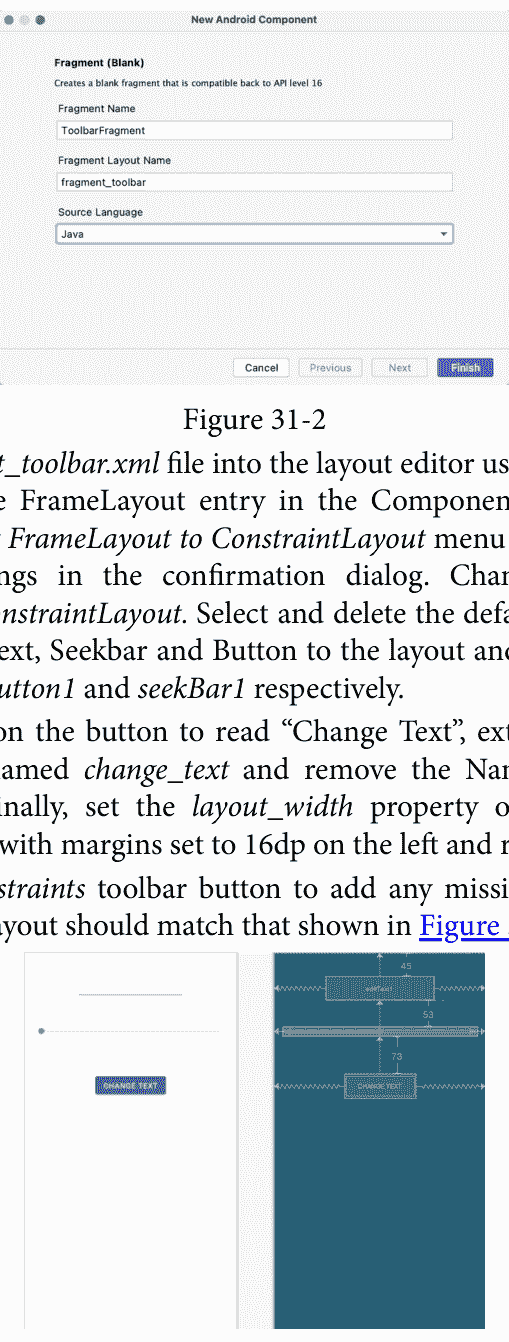 New Android Component
Fragment (Blank)
Creates a blank fragment that is compatible back to API level 16
Fragment Name
ToolbarFragment
Fragment Layout Name
fragment_toolbar
Source Language
Java
Cancel Previous Next Finish
Figure 31-2
t_toolbar.xml file into the layout editor us
e FrameLayout entry in the Componen
FrameLayout to ConstraintLayout menu
ngs in the confirmation dialog. Chan
onstraintLayout. Select and delete the defa
ext, Seekbar and Button to the layout and
utton1 and seekBar1 respectively.
on the button to read “Change Text”, ext
named change_text and remove the Nam
inally, set the layout_width property o
with margins set to 16dp on the left and r
straints toolbar button to add any missi
ayout should match that shown in Figure
45
editText1
53
73
CHANGE TEXT
CHANGE TEXT